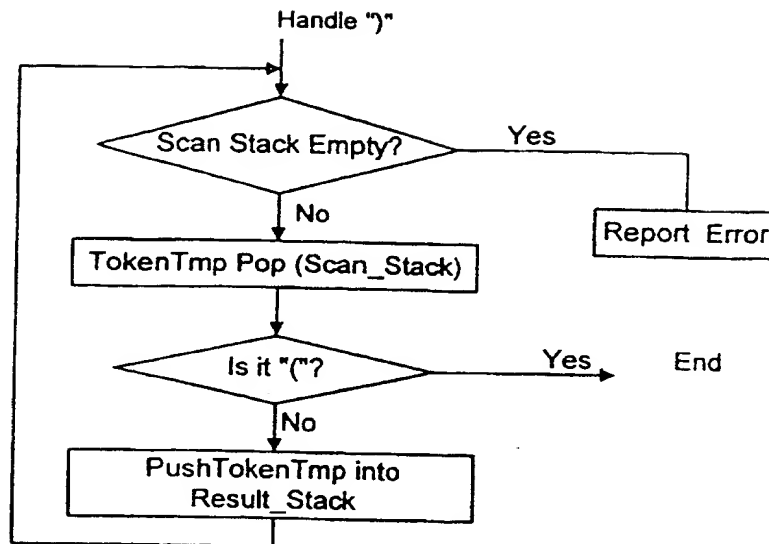 Handle ")"
Scan Stack Empty?
Yes
No
Report Error
TokenTmp Pop (Scan_Stack)
Is it "("?
Yes
End
No
PushTokenTmp into
Result_Stack